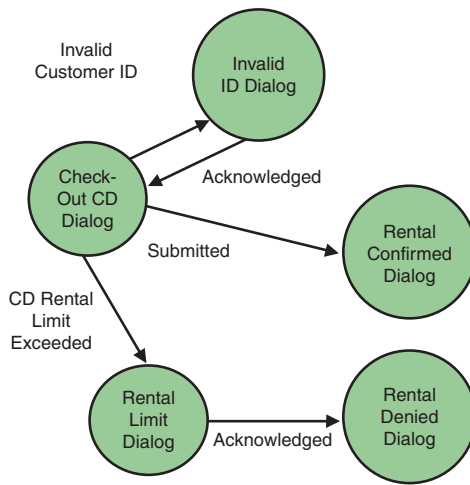 Invalid
Customer ID
Invalid
ID Dialog
Check-
Out CD
Dialog
Acknowledged
Submitted
Rental
Confirmed
Dialog
CD Rental
Limit
Exceeded
Rental
Limit
Dialog
Acknowledged
Rental
Denied
Dialog